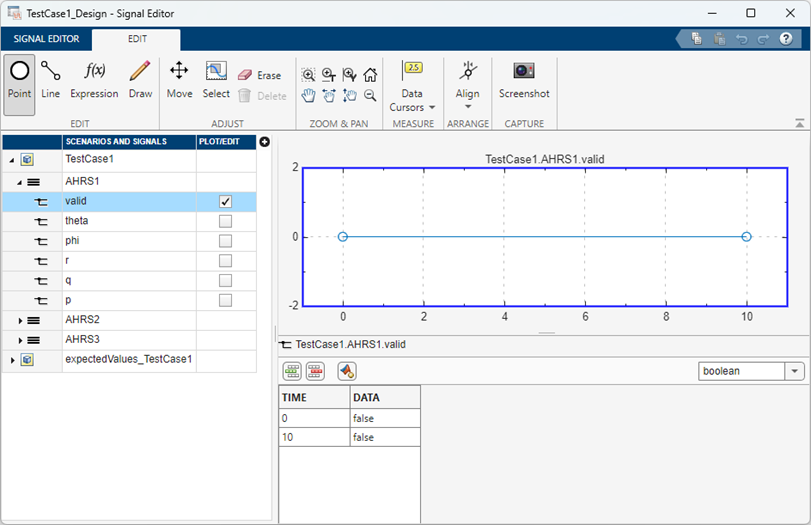 TestCase1_Design - Signal Editor
SIGNAL EDITOR EDIT
Point Line Expression Draw Move Select Erase Delete Data Cursors Align Screenshot
f(x)
2.5
EDIT ADJUST ZOOM & PAN MEASURE ARRANGE CAPTURE
SCENARIOS AND SIGNALS PLOT/EDIT
TestCase1
AHRS1
valid
theta
phi
r
q
p
AHRS2
AHRS3
expectedValues_TestCase1
TestCase1.AHRS1.valid
2
0
-2
0 2 4 6 8 10
TestCase1.AHRS1.valid
boolean
TIME DATA
0 false
10 false